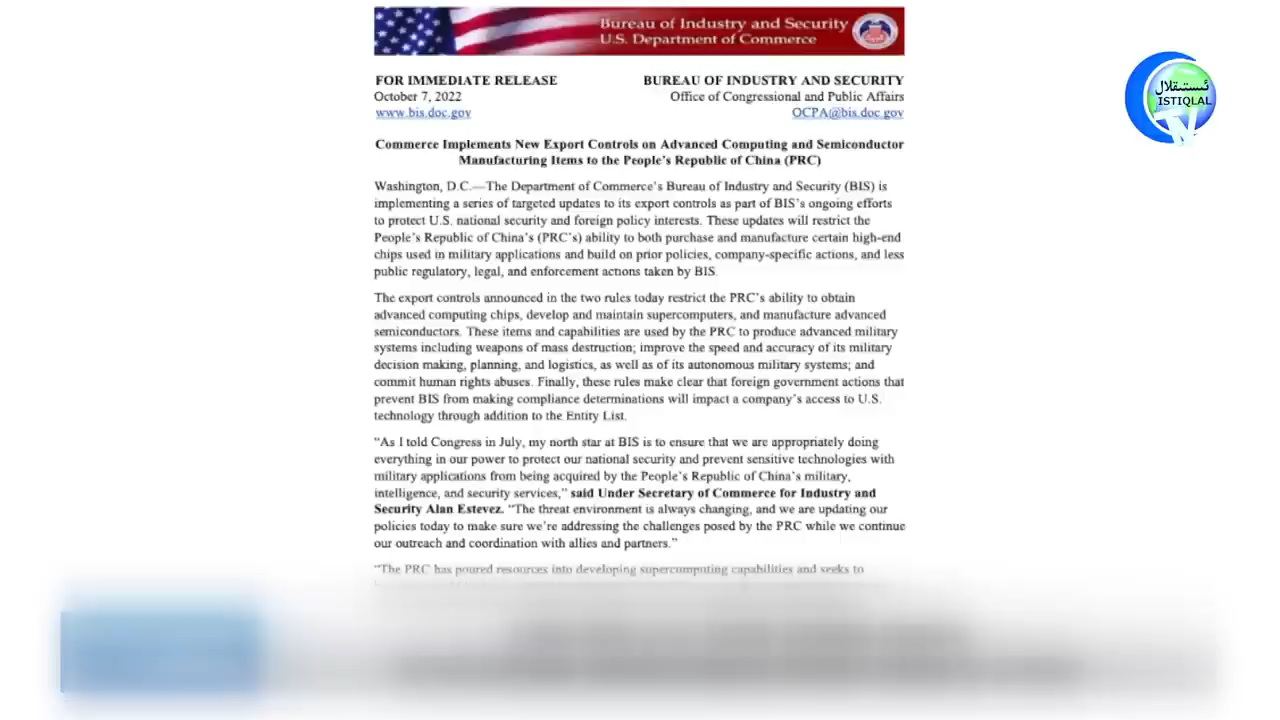 Bureau of Industry and Security
U.S. Department of Commerce
FOR IMMEDIATE RELEASE
BUREAU OF INDUSTRY AND SECURITY
October 7, 2022
Office of Congressional and Public Affairs
www.bis.doc.gov
OCPA@bis.doc.gov
Commerce Implements New Export Controls on Advanced Computing and Semiconductor
Manufacturing Items to the People's Republic of China (PRC)
Washington, D.C.—The Department of Commerce's Bureau of Industry and Security (BIS) is
implementing a series of targeted updates to its export controls as part of BIS's ongoing efforts
to protect U.S. national security and foreign policy interests. These updates will restrict the
People's Republic of China's (PRC's) ability to both purchase and manufacture certain high-end
chips used in military applications and build on prior policies, company-specific actions, and less
public regulatory, legal, and enforcement actions taken by BIS.
The export controls announced in the two rules today restrict the PRC's ability to obtain
advanced computing chips, develop and maintain supercomputers, and manufacture advanced
semiconductors. These items and capabilities are used by the PRC to produce advanced military
systems including weapons of mass destruction; improve the speed and accuracy of its military
decision making, planning, and logistics, as well as of its autonomous military systems; and
commit human rights abuses. Finally, these rules make clear that foreign government actions that
prevent BIS from making compliance determinations will impact a company's access to U.S.
technology through addition to the Entity List.
"As I told Congress in July, my north star at BIS is to ensure that we are appropriately doing
everything in our power to protect our national security and prevent sensitive technologies with
military applications from being acquired by the People's Republic of China's military,
intelligence, and security services," said Under Secretary of Commerce for Industry and
Security Alan Estevez. "The threat environment is always changing, and we are updating our
policies today to make sure we're addressing the challenges posed by the PRC while we continue
our outreach and coordination with allies and partners."
"The PRC has poured resources into developing supercomputing capabilities and seeks to
ئىستىقلال
ISTIQLAL
TV